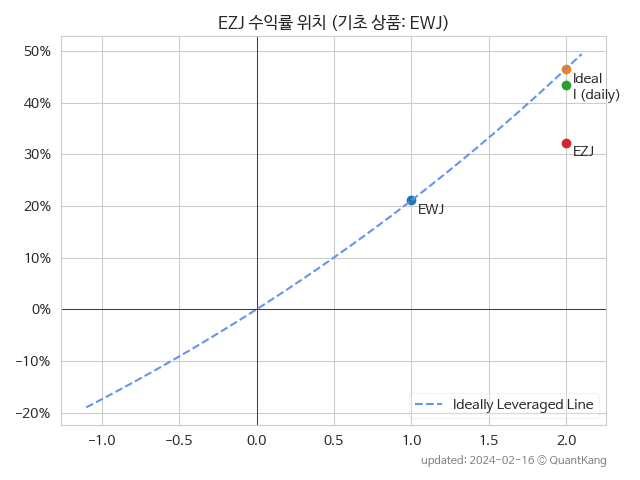 EZJ 수익률 위치 (기초 상품: EWJ)
50%
40%
30%
20%
10%
0%
−10%
−20%
Ideal
I (daily)
EZJ
EWJ
Ideally Leveraged Line
−1.0 −0.5 0.0 0.5 1.0 1.5 2.0
updated: 2024-02-16 © QuantKang